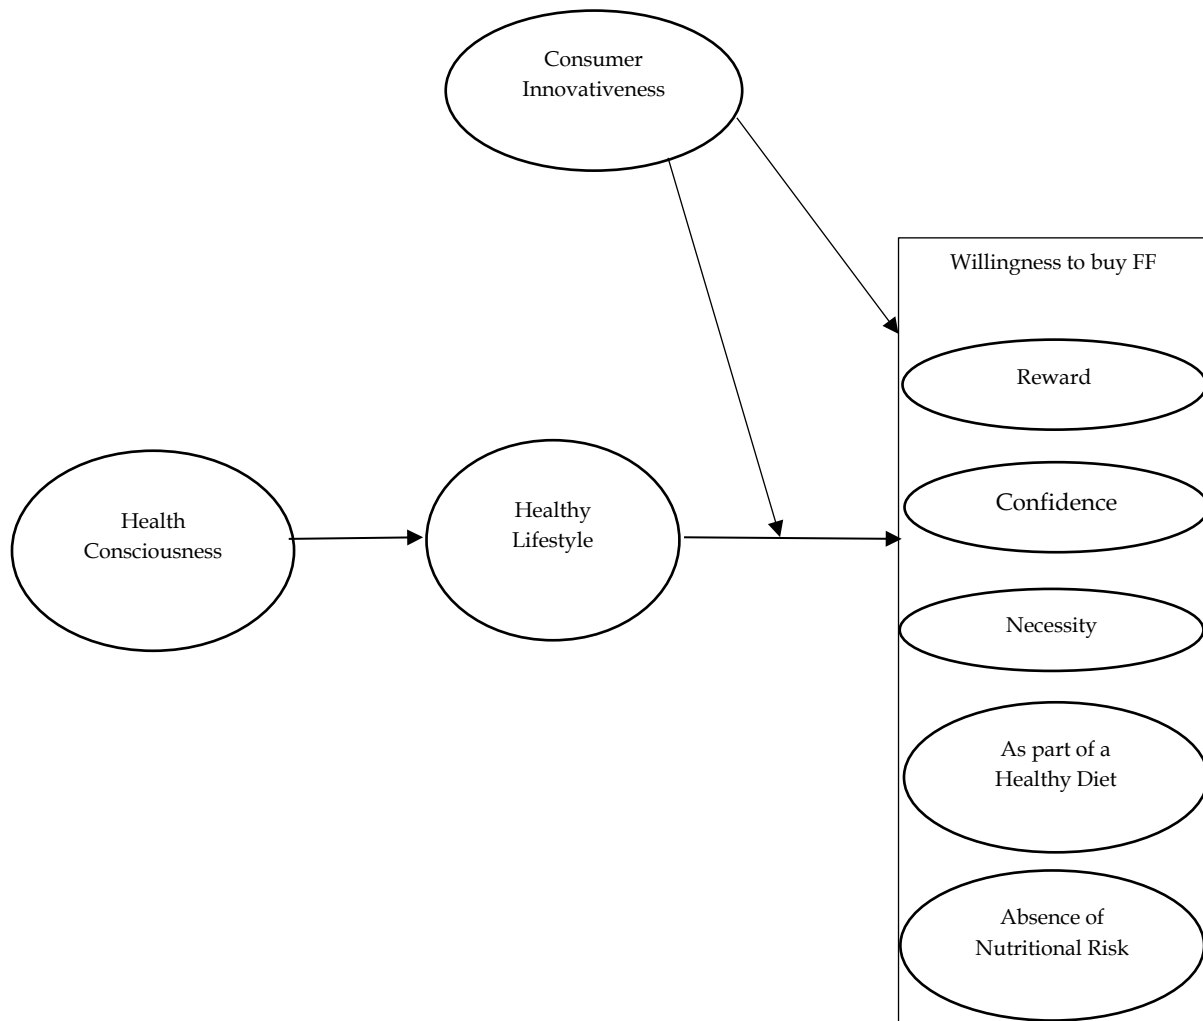 Consumer
Innovativeness
Willingness to buy FF
Reward
Confidence
Health
Consciousness
Healthy
Lifestyle
Necessity
As part of a
Healthy Diet
Absence of
Nutritional Risk